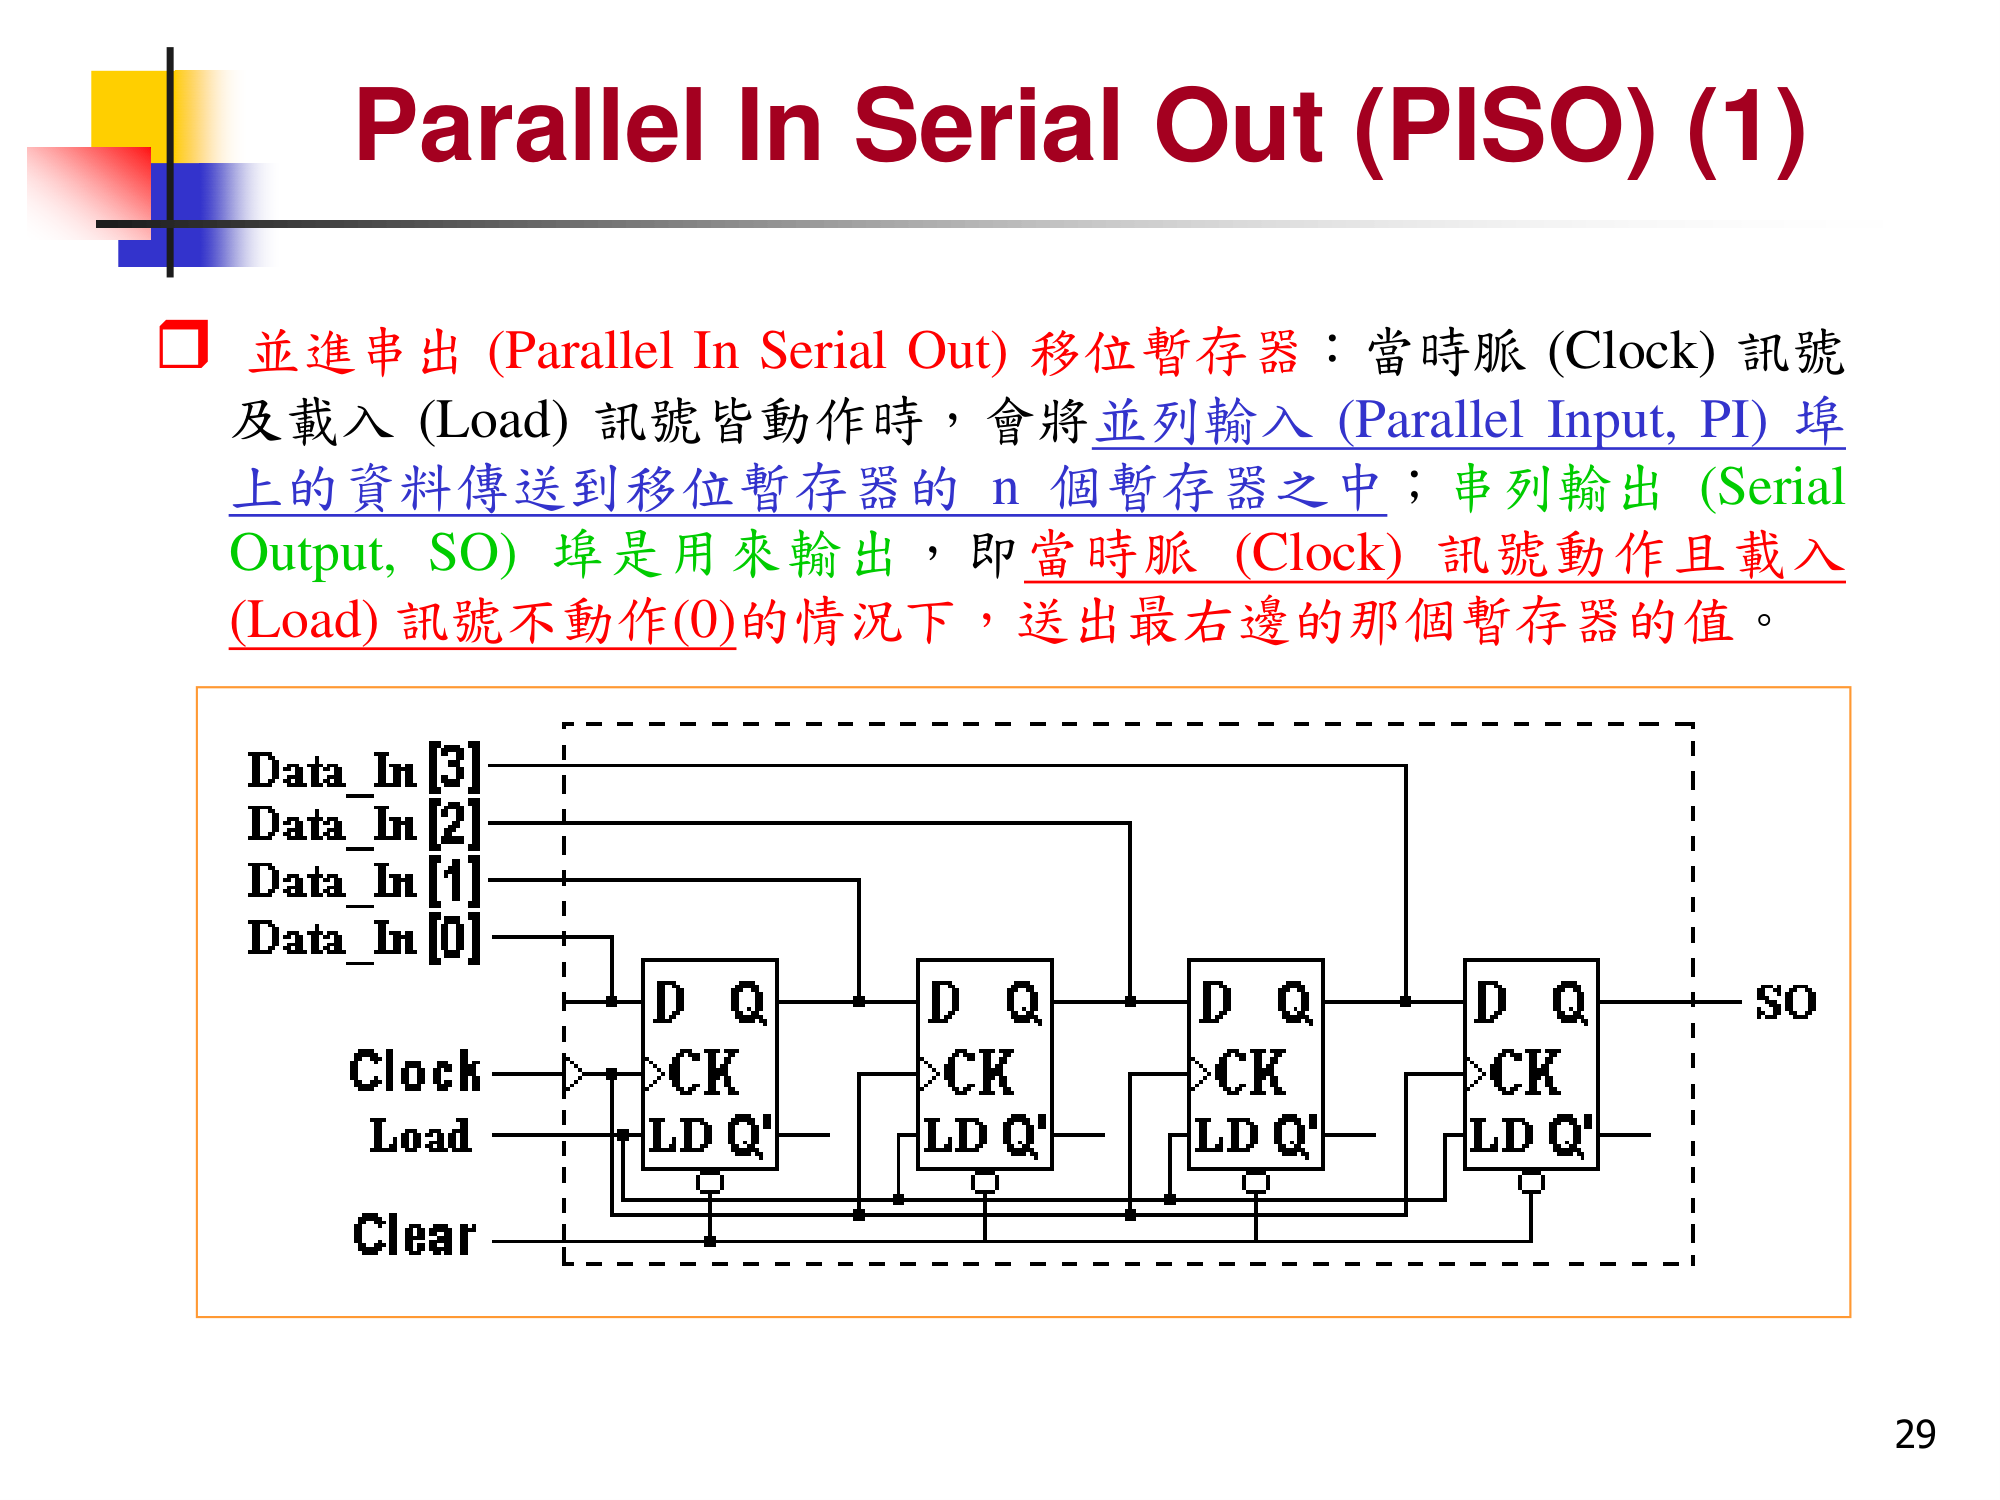 Parallel In Serial Out (PISO) (1)
並進串出 (Parallel In Serial Out) 移位暫存器：當時脈 (Clock) 訊號
及載入 (Load) 訊號皆動作時，會將並列輸入 (Parallel Input, PI) 埠
上的資料傳送到移位暫存器的 n 個暫存器之中；串列輸出 (Serial
Output, SO) 埠是用來輸出，即當時脈 (Clock) 訊號動作且載入
(Load) 訊號不動作(0)的情況下，送出最右邊的那個暫存器的值。
Data_In[3]
Data_In[2]
Data_In[1]
Data_In[0]
D Q D Q D Q D Q SO
Clock CK CK CK CK
Load LD Q' LD Q' LD Q' LD Q'
Clear
29